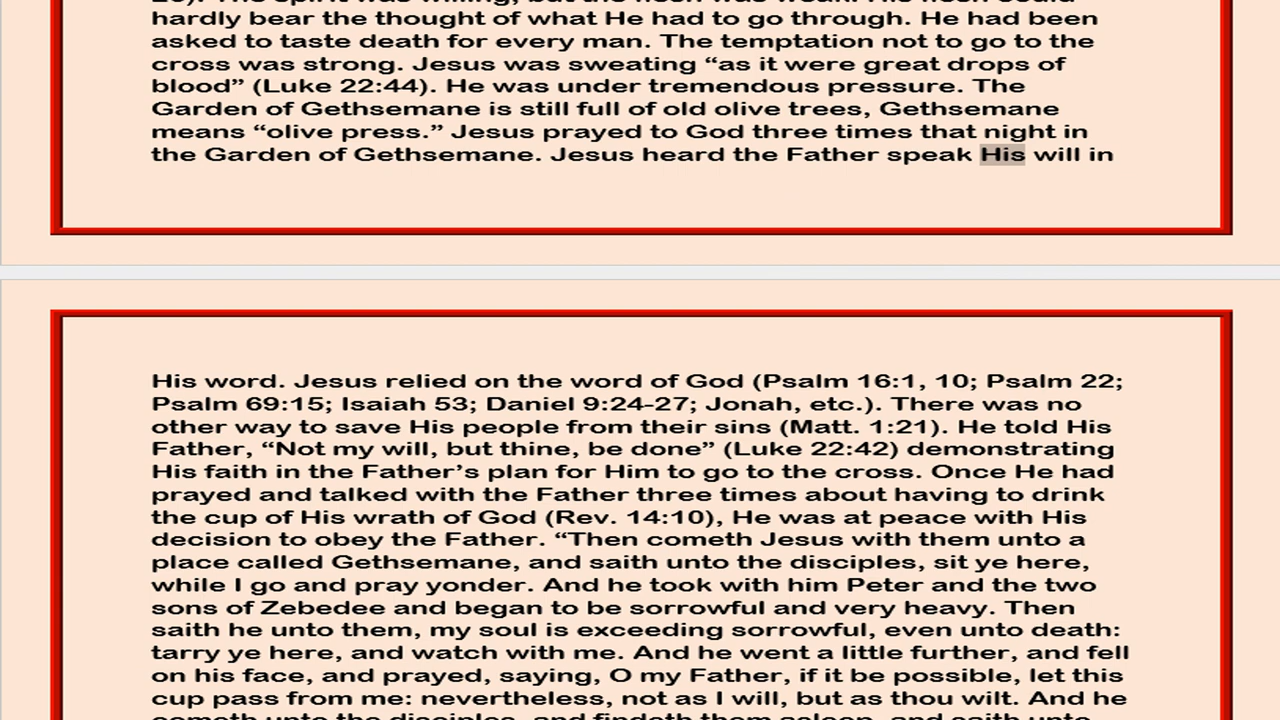 hardly bear the thought of what He had to go through. He had been
asked to taste death for every man. The temptation not to go to the
cross was strong. Jesus was sweating “as it were great drops of
blood” (Luke 22:44). He was under tremendous pressure. The
Garden of Gethsemane is still full of old olive trees, Gethsemane
means “olive press.” Jesus prayed to God three times that night in
the Garden of Gethsemane. Jesus heard the Father speak His will in
His word. Jesus relied on the word of God (Psalm 16:1, 10; Psalm 22;
Psalm 69:15; Isaiah 53; Daniel 9:24-27; Jonah, etc.). There was no
other way to save His people from their sins (Matt. 1:21). He told His
Father, “Not my will, but thine, be done” (Luke 22:42) demonstrating
His faith in the Father’s plan for Him to go to the cross. Once He had
prayed and talked with the Father three times about having to drink
the cup of His wrath of God (Rev. 14:10), He was at peace with His
decision to obey the Father. “Then cometh Jesus with them unto a
place called Gethsemane, and saith unto the disciples, sit ye here,
while I go and pray yonder. And he took with him Peter and the two
sons of Zebedee and began to be sorrowful and very heavy. Then
saith he unto them, my soul is exceeding sorrowful, even unto death:
tarry ye here, and watch with me. And he went a little further, and fell
on his face, and prayed, saying, O my Father, if it be possible, let this
cup pass from me: nevertheless, not as I will, but as thou wilt. And he
cometh unto the disciples, and findeth them asleep, and saith unto